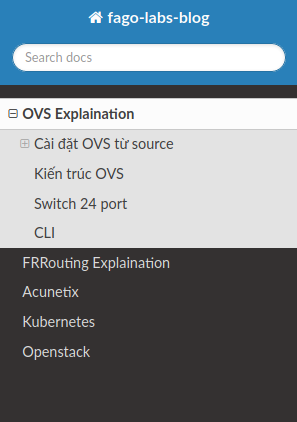 fago-labs-blog
Search docs
OVS Explaination
Cài đặt OVS từ source
Kiến trúc OVS
Switch 24 port
CLI
FRRouting Explaination
Acunetix
Kubernetes
Openstack